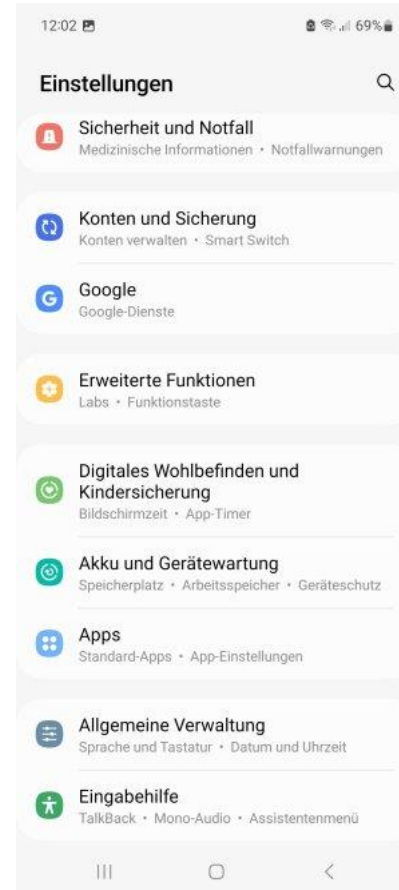 12:02 69%
Einstellungen
Sicherheit und Notfall
Medizinische Informationen • Notfallwarnungen
Konten und Sicherung
Konten verwalten • Smart Switch
Google
Google-Dienste
Erweiterte Funktionen
Labs • Funktionstaste
Digitales Wohlbefinden und
Kindersicherung
Bildschirmzeit • App-Timer
Akku und Gerätewartung
Speicherplatz • Arbeitsspeicher • Geräteschutz
Apps
Standard-Apps • App-Einstellungen
Allgemeine Verwaltung
Sprache und Tastatur • Datum und Uhrzeit
Eingabehilfe
TalkBack • Mono-Audio • Assistentenmenü